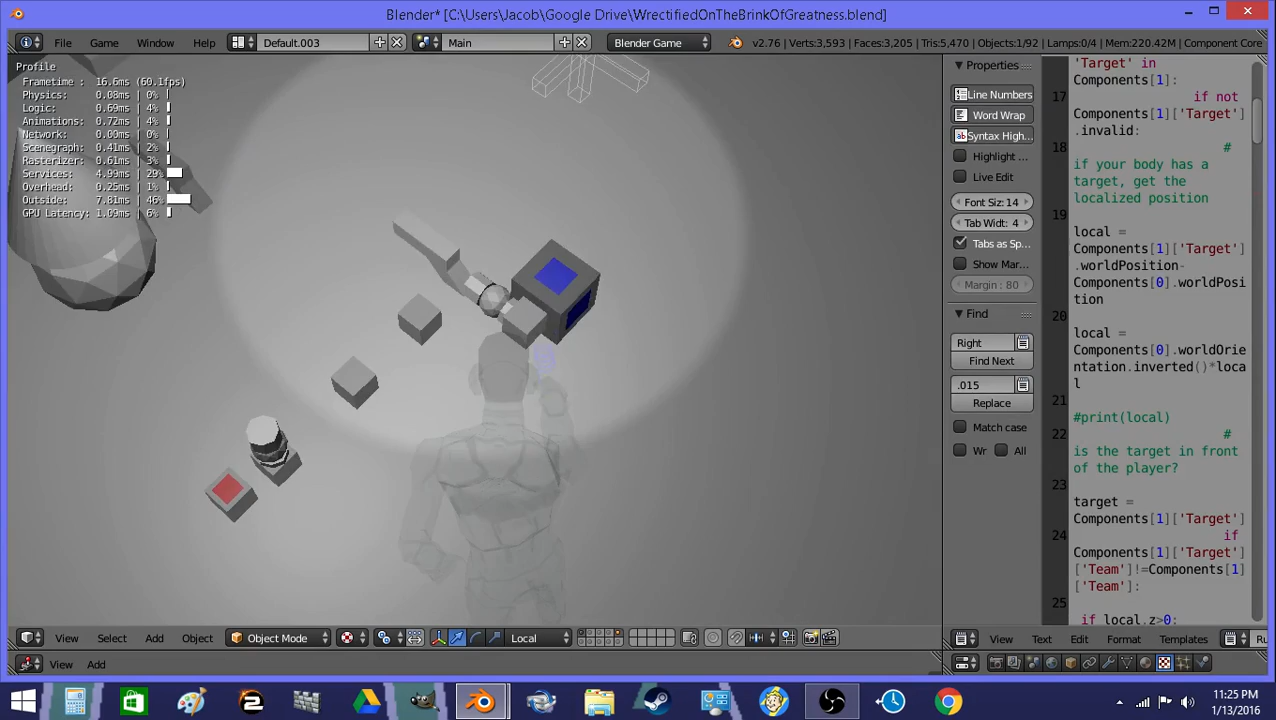 Blender* [C:\Users\Jacob\Google Drive\WrectifiedOnTheBrinkOfGreatness.blend]
File Game Window Help Default.003 Main Blender Game v2.76 | Verts:3,593 | Faces:3,205 | Tris:5,470 | Objects:1/92 | Lamps:0/4 | Mem:220.42M | Component Core
Profile
Frametime : 16.6ms (60.1fps)
Physics: 0.08ms | 0%
Logic: 0.69ms | 4%
Animations: 0.72ms | 4%
Network: 0.00ms | 0%
Scenegraph: 0.41ms | 2%
Rasterizer: 0.61ms | 3%
Services: 4.99ms | 29%
Overhead: 0.25ms | 1%
Outside: 7.81ms | 46%
GPU Latency: 1.09ms | 6%
Properties
Line Numbers
Word Wrap
Syntax High...
Highlight ...
Live Edit
Font Siz: 14
Tab Widt: 4
Tabs as Sp...
Show Mar...
Margin : 80
Find
Right
Find Next
.015
Replace
Match case
Wr All
'Target' in
Components[1]:
17 if not
Components[1]['Target']
.invalid:
18 #
if your body has a
target, get the
localized position
19
local =
Components[1]['Target']
.worldPosition-
Components[0].worldPosi
tion
20
local =
Components[0].worldOrie
ntation.inverted()*loca
l
21
#print(local)
22 #
is the target in front
of the player?
23
target =
Components[1]['Target']
24 if
Components[1]['Target']
['Team']!=Components[1]
['Team']:
25
if local.z>0:
View Select Add Object Object Mode Local
View Text Edit Format Templates Ru
View Add
11:25 PM
1/13/2016